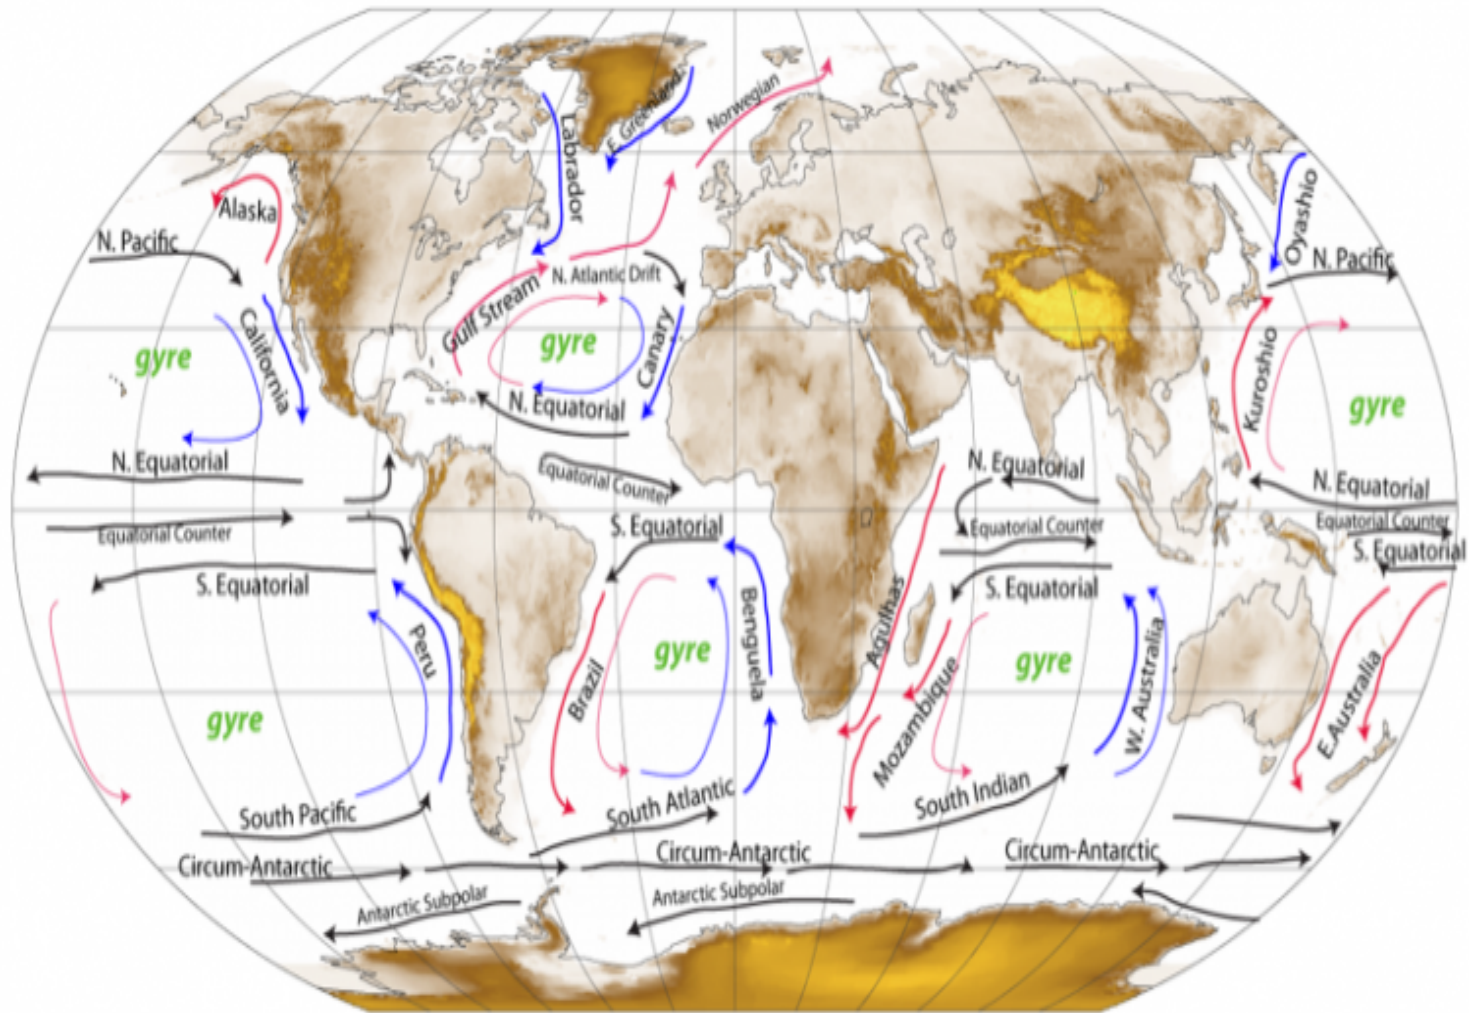 Norwegian
E. Greenland
Labrador
Alaska
Oyashio
N. Pacific
N. Pacific
N. Atlantic Drift
Gulf Stream
California
gyre
gyre
Canary
Kuroshio
gyre
N. Equatorial
N. Equatorial
N. Equatorial
N. Equatorial
Equatorial Counter
Equatorial Counter
S. Equatorial
Equatorial Counter
Equatorial Counter
S. Equatorial
S. Equatorial
S. Equatorial
Peru
Benguela
Agulhas
gyre
gyre
W. Australia
E.Australia
Brazil
Mozambique
gyre
South Pacific
South Atlantic
South Indian
Circum-Antarctic
Circum-Antarctic
Circum-Antarctic
Antarctic Subpolar
Antarctic Subpolar